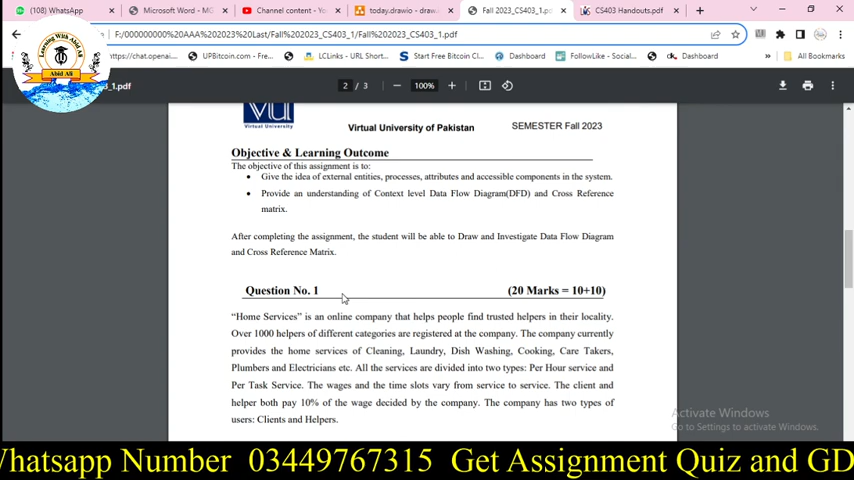 (108) WhatsApp
Microsoft Word - M
Channel content - Yo
today.drawio - draw
Fall 2023_CS403_1.pdf
CS403 Handouts.pdf
F:/000000000%20AAA%202023%20Last/Fall%202023_CS403_1/Fall%202023_CS403_1.pdf
https://chat.openai....
UPBitcoin.com - Re...
LCLinks - URL Short...
Start Free Bitcoin Cl...
Dashboard
FollowLike - Social...
Dashboard
All Bookmarks
Learning With Abid Ali
Abid Ali
_1.pdf
2 / 3
100%
Virtual University
Virtual University of Pakistan
SEMESTER Fall 2023
Objective & Learning Outcome
The objective of this assignment is to:
• Give the idea of external entities, processes, attributes and accessible components in the system.
• Provide an understanding of Context level Data Flow Diagram(DFD) and Cross Reference
matrix.
After completing the assignment, the student will be able to Draw and Investigate Data Flow Diagram
and Cross Reference Matrix.
Question No. 1 (20 Marks = 10+10)
“Home Services” is an online company that helps people find trusted helpers in their locality.
Over 1000 helpers of different categories are registered at the company. The company currently
provides the home services of Cleaning, Laundry, Dish Washing, Cooking, Care Takers,
Plumbers and Electricians etc. All the services are divided into two types: Per Hour service and
Per Task Service. The wages and the time slots vary from service to service. The client and
helper both pay 10% of the wage decided by the company. The company has two types of
users: Clients and Helpers.
Activate Windows
Go to Settings to activate Windows.
Whatsapp Number 03449767315 Get Assignment Quiz and GD